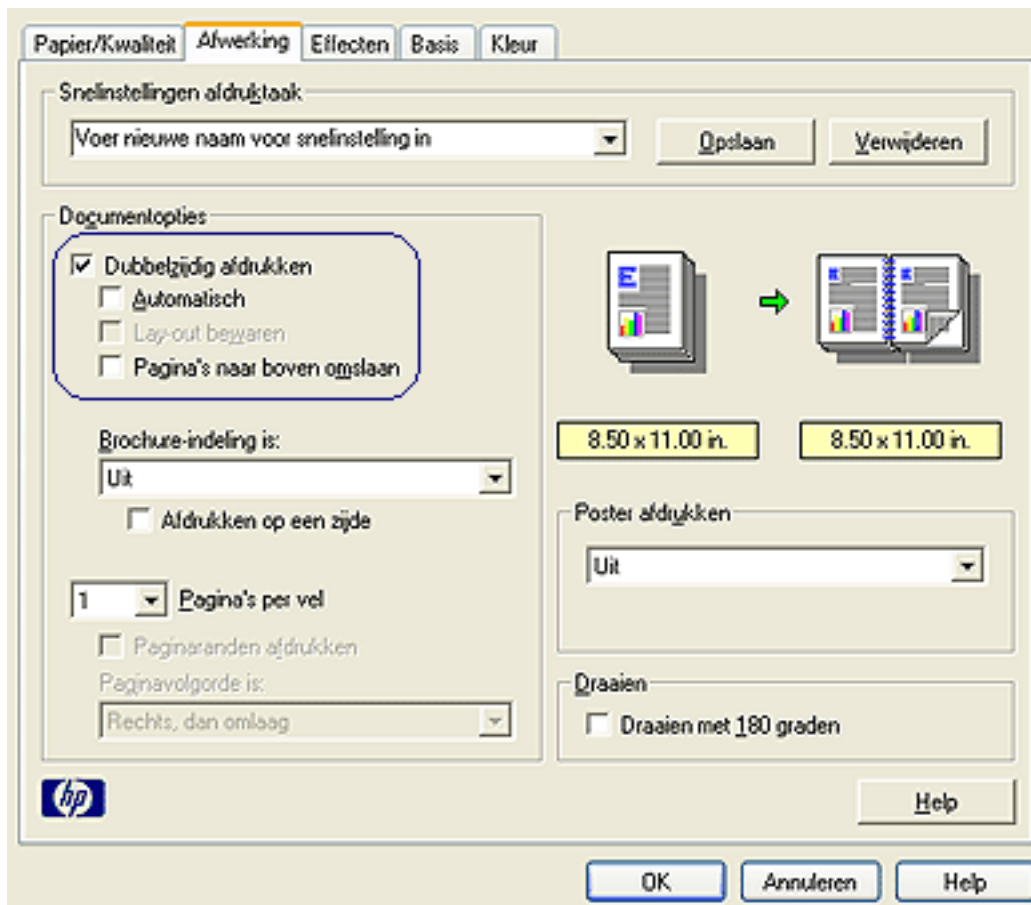 Papier/Kwaliteit Afwerking Effecten Basis Kleur
Snelinstellingen afdruktaak
Voer nieuwe naam voor snelinstelling in
Opslaan Verwijderen
Documentopties
Dubbelzijdig afdrukken
Automatisch
Lay-out bewaren
Pagina's naar boven omslaan
Brochure-indeling is:
Uit
Afdrukken op een zijde
1 Pagina's per vel
Paginaranden afdrukken
Paginavolgorde is:
Rechts, dan omlaag
E
8.50 x 11.00 in. 8.50 x 11.00 in.
Poster afdrukken
Uit
Draaien
Draaien met 180 graden
hp
Help
OK Annuleren Help